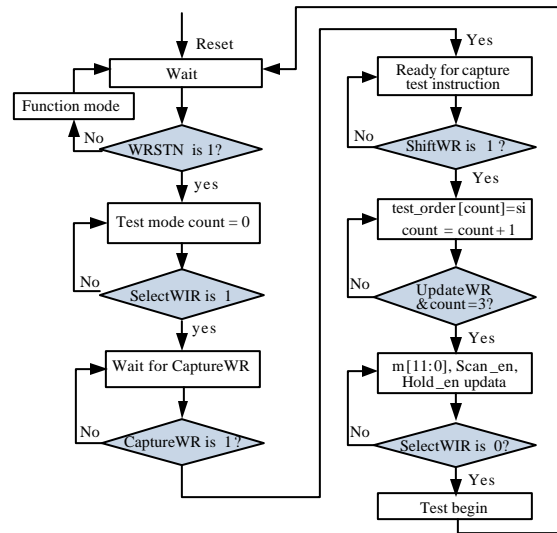 Reset
Wait
Function mode
No
WRSTN is 1?
yes
Test mode count = 0
No
SelectWIR is 1
yes
Wait for CaptureWR
No
CaptureWR is 1?
Yes
Ready for capture
test instruction
No
ShiftWR is 1 ?
Yes
test_order [count]=si
count = count + 1
No
UpdateWR
&count=3?
Yes
m[11:0], Scan_en,
Hold_en updata
No
SelectWIR is 0?
Yes
Test begin